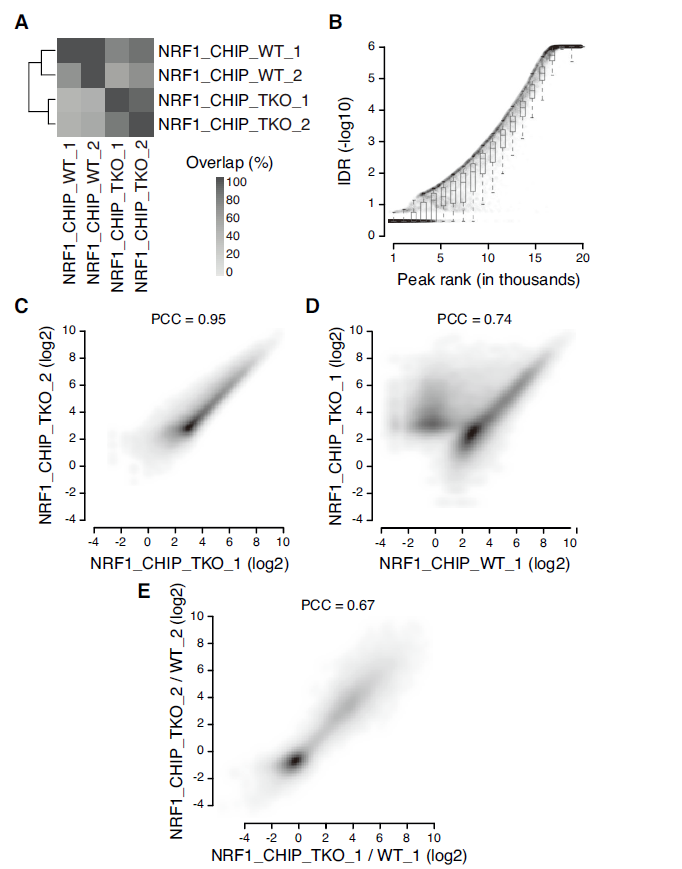 A
NRF1_CHIP_WT_1
NRF1_CHIP_WT_2
NRF1_CHIP_TKO_1
NRF1_CHIP_TKO_2
NRF1_CHIP_WT_1
NRF1_CHIP_WT_2
NRF1_CHIP_TKO_1
NRF1_CHIP_TKO_2
Overlap (%)
100
80
60
40
20
0
B
IDR (-log10)
6
5
4
3
2
1
0
1 5 10 15 20
Peak rank (in thousands)
C
PCC = 0.95
NRF1_CHIP_TKO_2 (log2)
10
8
6
4
2
0
-2
-4
-4 -2 0 2 4 6 8 10
NRF1_CHIP_TKO_1 (log2)
D
PCC = 0.74
NRF1_CHIP_TKO_1 (log2)
10
8
6
4
2
0
-2
-4
-4 -2 0 2 4 6 8 10
NRF1_CHIP_WT_1 (log2)
E
PCC = 0.67
NRF1_CHIP_TKO_2 / WT_2 (log2)
10
8
6
4
2
0
-2
-4
-4 -2 0 2 4 6 8 10
NRF1_CHIP_TKO_1 / WT_1 (log2)